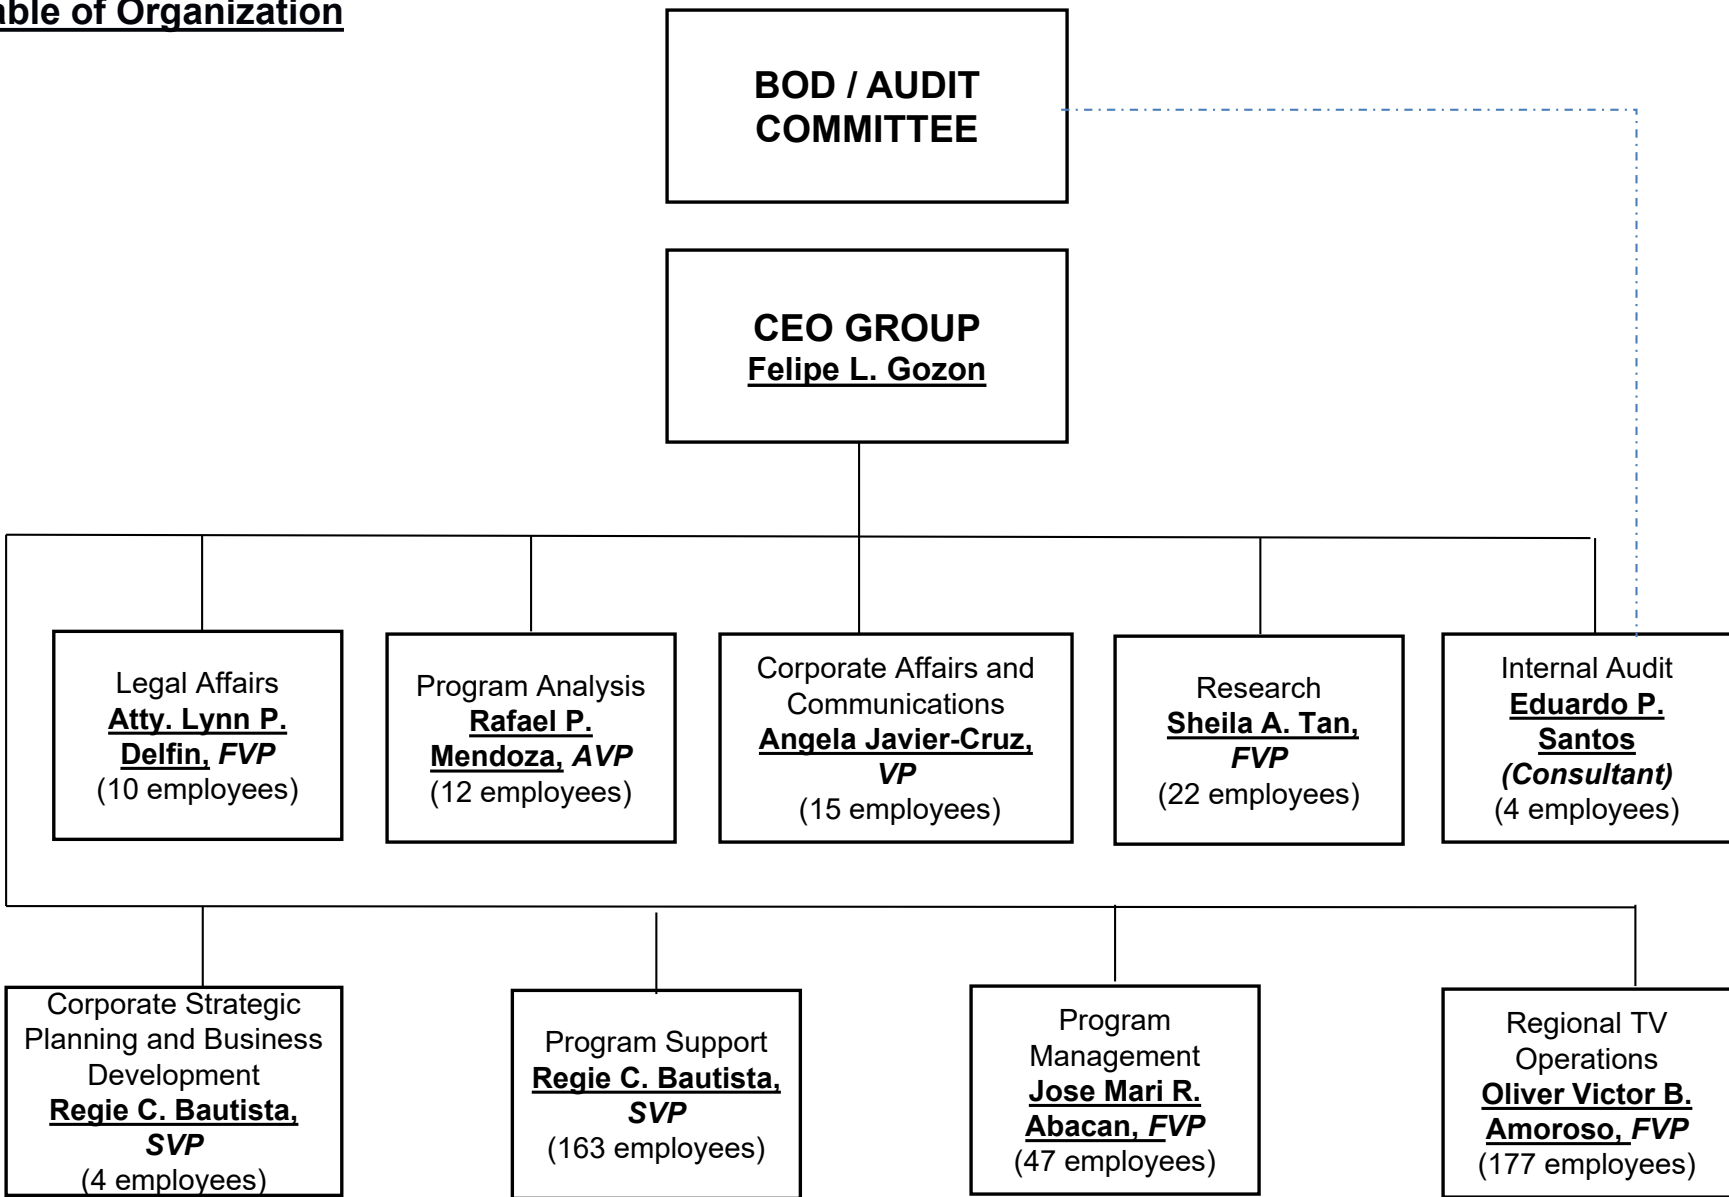 able of Organization
BOD / AUDIT
COMMITTEE
CEO GROUP
Felipe L. Gozon
Legal Affairs
Atty. Lynn P.
Delfin, FVP
(10 employees)
Program Analysis
Rafael P.
Mendoza, AVP
(12 employees)
Corporate Affairs and
Communications
Angela Javier-Cruz,
VP
(15 employees)
Research
Sheila A. Tan,
FVP
(22 employees)
Internal Audit
Eduardo P.
Santos
(Consultant)
(4 employees)
Corporate Strategic
Planning and Business
Development
Regie C. Bautista,
SVP
(4 employees)
Program Support
Regie C. Bautista,
SVP
(163 employees)
Program
Management
Jose Mari R.
Abacan, FVP
(47 employees)
Regional TV
Operations
Oliver Victor B.
Amoroso, FVP
(177 employees)